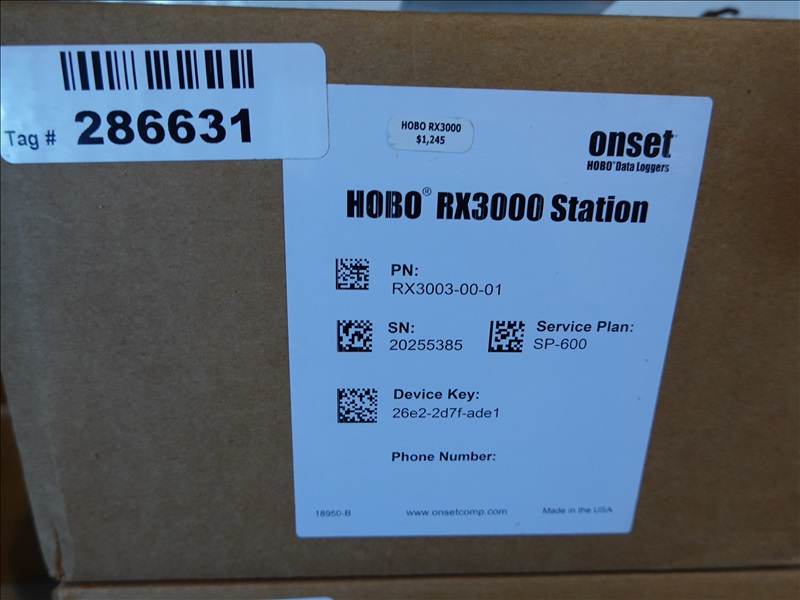 Tag # 286631
HOBO RX3000
$1,245
onset
HOBO® Data Loggers
HOBO® RX3000 Station
PN:
RX3003-00-01
SN:
20255385
Service Plan:
SP-600
Device Key:
26e2-2d7f-ade1
Phone Number:
18950-B
www.onsetcomp.com
Made in the USA